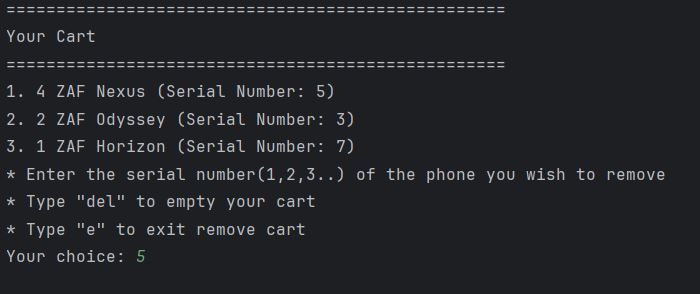 ==================================================
Your Cart
==================================================
1. 4 ZAF Nexus (Serial Number: 5)
2. 2 ZAF Odyssey (Serial Number: 3)
3. 1 ZAF Horizon (Serial Number: 7)
* Enter the serial number(1,2,3..) of the phone you wish to remove
* Type "del" to empty your cart
* Type "e" to exit remove cart
Your choice: 5